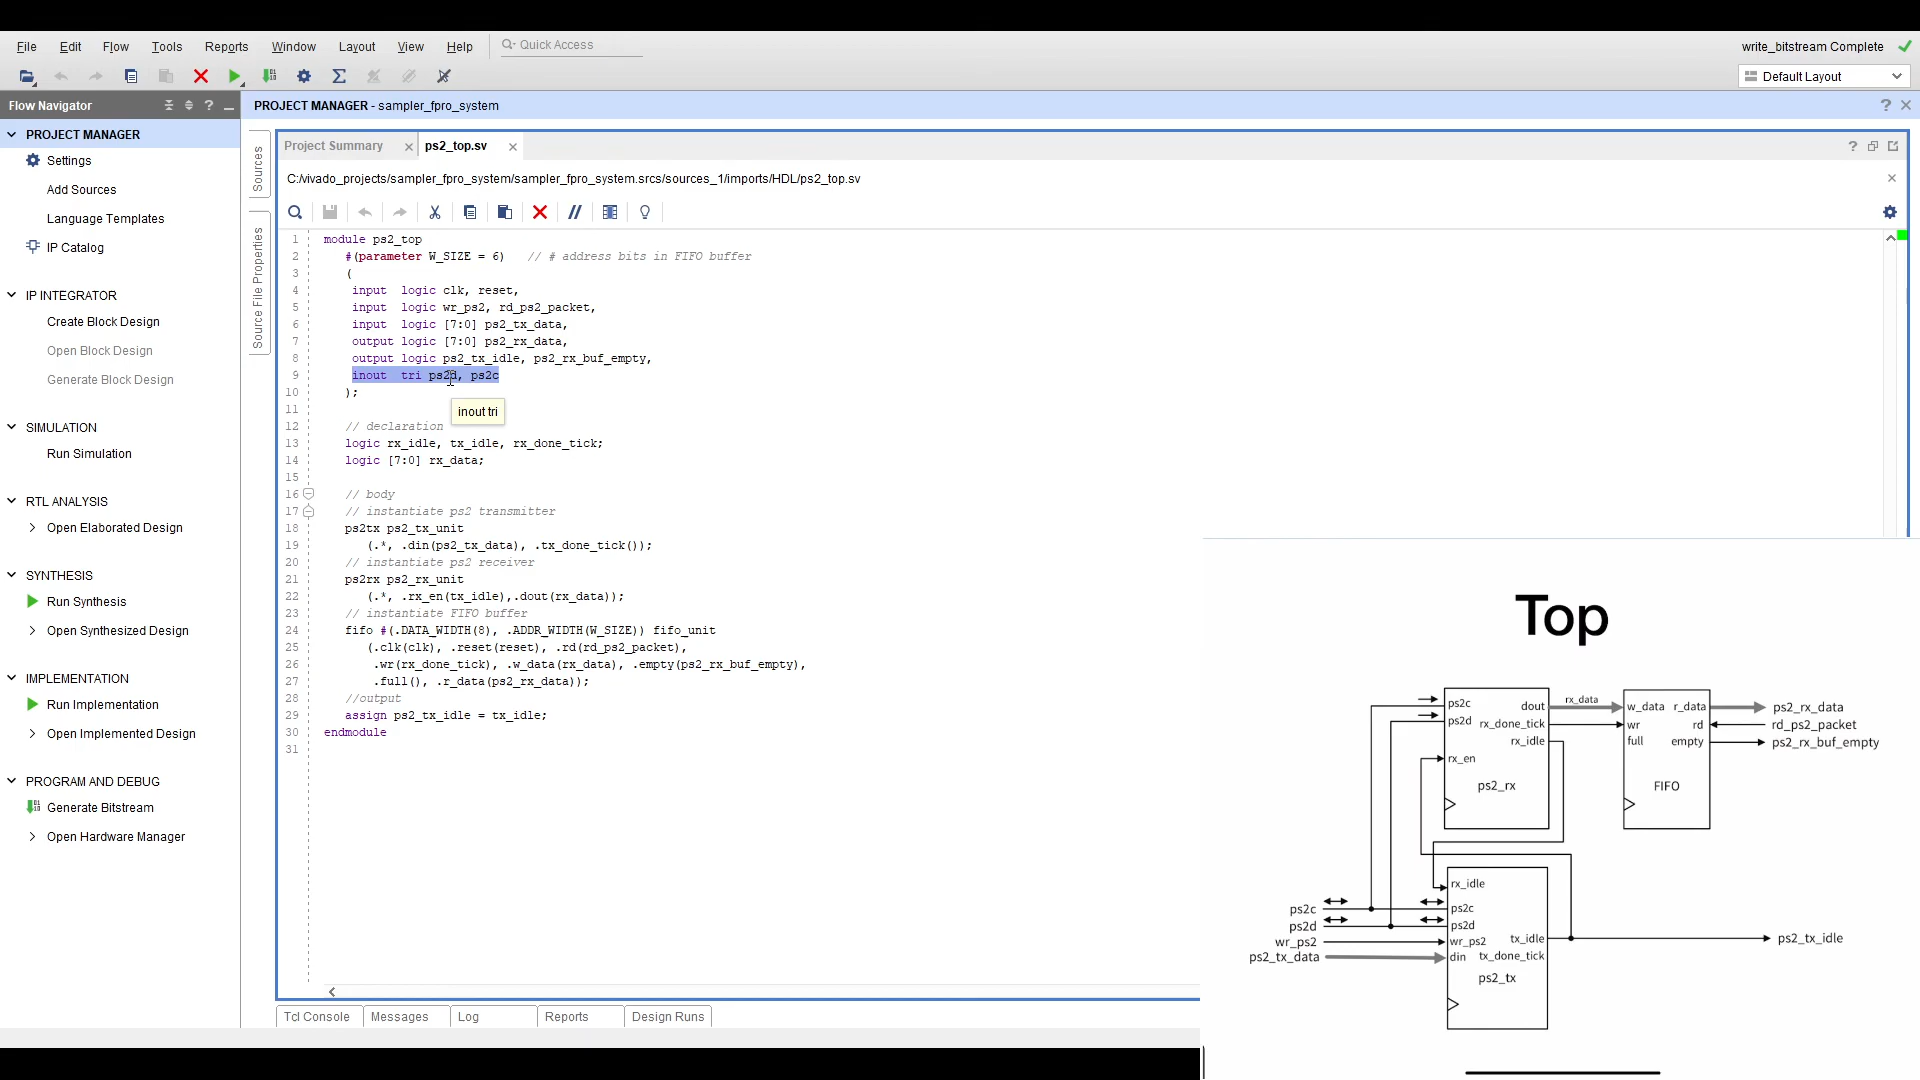 File Edit Flow Tools Reports Window Layout View Help Quick Access
write_bitstream Complete
Default Layout
Flow Navigator
PROJECT MANAGER - sampler_fpro_system
PROJECT MANAGER
Settings
Add Sources
Language Templates
IP Catalog
IP INTEGRATOR
Create Block Design
Open Block Design
Generate Block Design
SIMULATION
Run Simulation
RTL ANALYSIS
Open Elaborated Design
SYNTHESIS
Run Synthesis
Open Synthesized Design
IMPLEMENTATION
Run Implementation
Open Implemented Design
PROGRAM AND DEBUG
Generate Bitstream
Open Hardware Manager
Sources
Source File Properties
Project Summary
ps2_top.sv
C:/vivado_projects/sampler_fpro_system/sampler_fpro_system.srcs/sources_1/imports/HDL/ps2_top.sv
1 module ps2_top
2 #(parameter W_SIZE = 6) // # address bits in FIFO buffer
3 (
4 input logic clk, reset,
5 input logic wr_ps2, rd_ps2_packet,
6 input logic [7:0] ps2_tx_data,
7 output logic [7:0] ps2_rx_data,
8 output logic ps2_tx_idle, ps2_rx_buf_empty,
9 inout tri ps2d, ps2c
10 );
11
12 // declaration
13 logic rx_idle, tx_idle, rx_done_tick;
14 logic [7:0] rx_data;
15
16 // body
17 // instantiate ps2 transmitter
18 ps2tx ps2_tx_unit
19 (.*, .din(ps2_tx_data), .tx_done_tick());
20 // instantiate ps2 receiver
21 ps2rx ps2_rx_unit
22 (.*, .rx_en(tx_idle),.dout(rx_data));
23 // instantiate FIFO buffer
24 fifo #(.DATA_WIDTH(8), .ADDR_WIDTH(W_SIZE)) fifo_unit
25 (.clk(clk), .reset(reset), .rd(rd_ps2_packet),
26 .wr(rx_done_tick), .w_data(rx_data), .empty(ps2_rx_buf_empty),
27 .full(), .r_data(ps2_rx_data));
28 //output
29 assign ps2_tx_idle = tx_idle;
30 endmodule
31
inout tri
Tcl Console
Messages
Log
Reports
Design Runs
Top
ps2c dout rx_data w_data r_data ps2_rx_data
ps2d rx_done_tick wr rd rd_ps2_packet
rx_idle full empty ps2_rx_buf_empty
rx_en
ps2_rx FIFO
rx_idle
ps2c ps2c
ps2d ps2d
wr_ps2 wr_ps2 tx_idle ps2_tx_idle
ps2_tx_data din tx_done_tick
ps2_tx